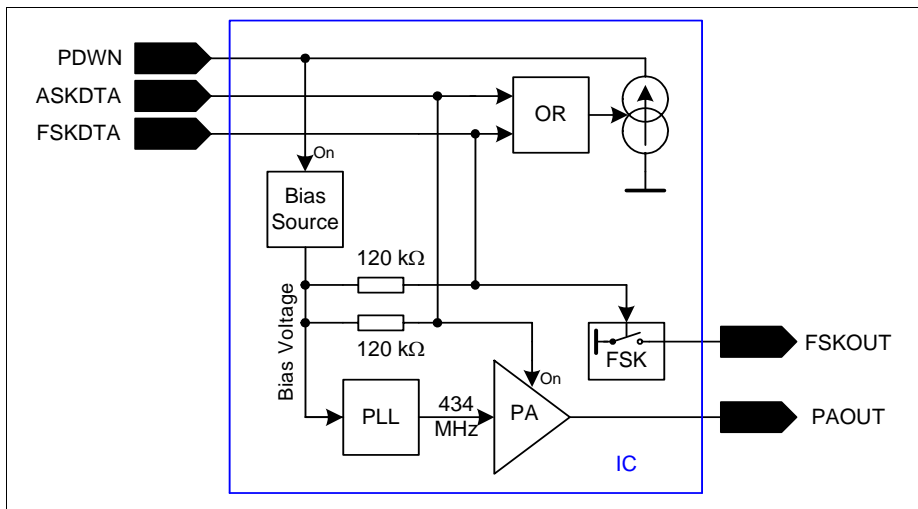 PDWN
ASKDTA
FSKDTA
OR
On
Bias
Source
120 kΩ
Bias Voltage
120 kΩ
FSK
FSKOUT
On
PLL
434
MHz
PA
PAOUT
IC